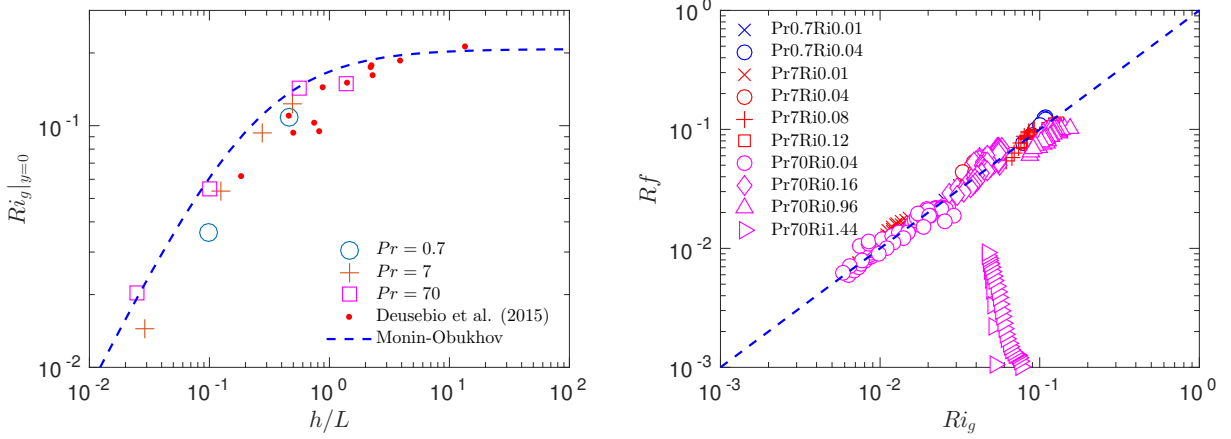 10^-1
10^-2
Ri_g|_{y=0}
Pr = 0.7
Pr = 7
Pr = 70
Deusebio et al. (2015)
Monin-Obukhov
10^-2 10^-1 10^0 10^1 10^2
h/L
10^0
10^-1
10^-2
10^-3
Rf
Pr0.7Ri0.01
Pr0.7Ri0.04
Pr7Ri0.01
Pr7Ri0.04
Pr7Ri0.08
Pr7Ri0.12
Pr70Ri0.04
Pr70Ri0.16
Pr70Ri0.96
Pr70Ri1.44
10^-3 10^-2 10^-1 10^0
Ri_g